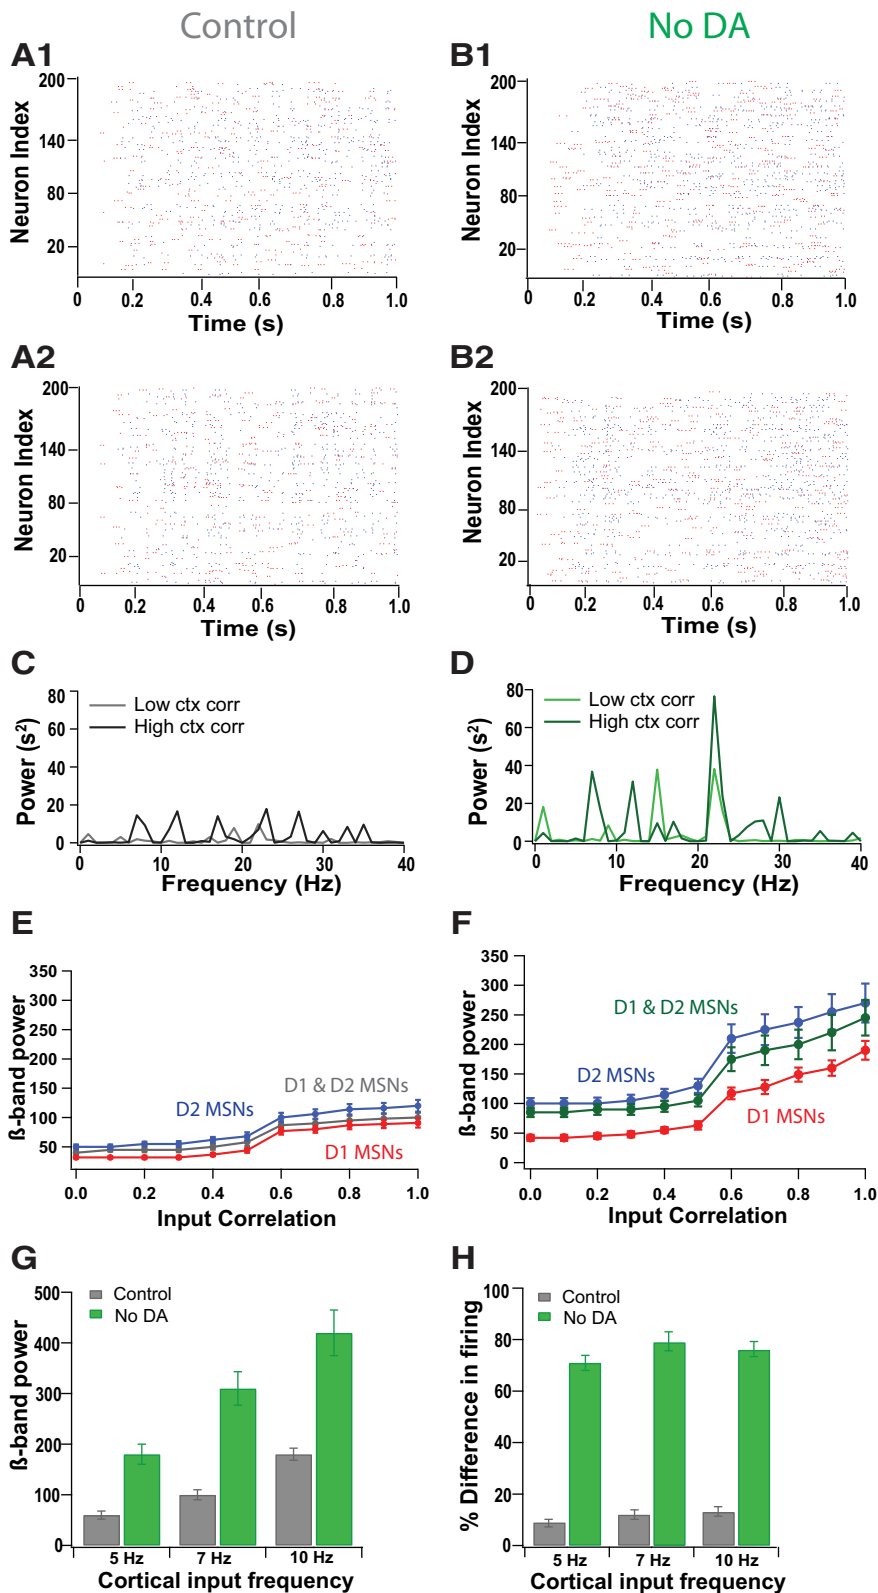 Control
No DA
A1
200
140
80
20
Neuron Index
0 0.2 0.4 0.6 0.8 1.0
Time (s)
B1
200
140
80
20
Neuron Index
0 0.2 0.4 0.6 0.8 1.0
Time (s)
A2
200
140
80
20
Neuron Index
0 0.2 0.4 0.6 0.8 1.0
Time (s)
B2
200
140
80
20
Neuron Index
0 0.2 0.4 0.6 0.8 1.0
Time (s)
C
80
60
40
20
0
Power (s²)
Low ctx corr
High ctx corr
0 10 20 30 40
Frequency (Hz)
D
80
60
40
20
0
Power (s²)
Low ctx corr
High ctx corr
0 10 20 30 40
Frequency (Hz)
E
350
300
250
200
150
100
50
ß-band power
D2 MSNs
D1 & D2 MSNs
D1 MSNs
0.0 0.2 0.4 0.6 0.8 1.0
Input Correlation
F
350
300
250
200
150
100
50
0
ß-band power
D1 & D2 MSNs
D2 MSNs
D1 MSNs
0.0 0.2 0.4 0.6 0.8 1.0
Input Correlation
G
500
400
300
200
100
0
ß-band power
Control
No DA
5 Hz 7 Hz 10 Hz
Cortical input frequency
H
100
80
60
40
20
0
% Difference in firing
Control
No DA
5 Hz 7 Hz 10 Hz
Cortical input frequency